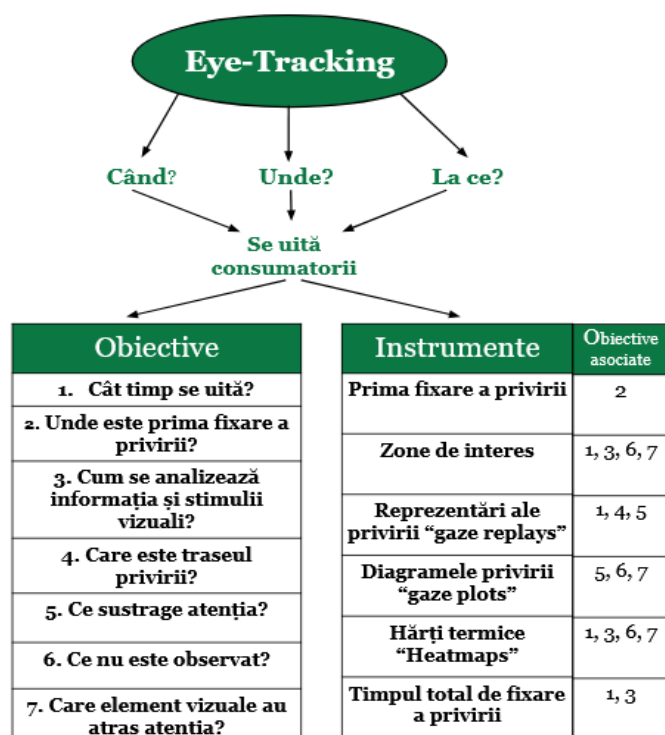 Eye-Tracking
Când?
Unde?
La ce?
Se uită
consumatorii
Obiective
1. Cât timp se uită?
2. Unde este prima fixare a
privirii?
3. Cum se analizează
informația și stimulii
vizuali?
4. Care este traseul
privirii?
5. Ce sustrage atenția?
6. Ce nu este observat?
7. Care element vizuale au
atras atenția?
Instrumente
Obiective
asociate
Prima fixare a privirii
2
Zone de interes
1, 3, 6, 7
Reprezentări ale
privirii “gaze replays”
1, 4, 5
Diagramele privirii
“gaze plots”
5, 6, 7
Hărți termice
“Heatmaps”
1, 3, 6, 7
Timpul total de fixare
a privirii
1, 3